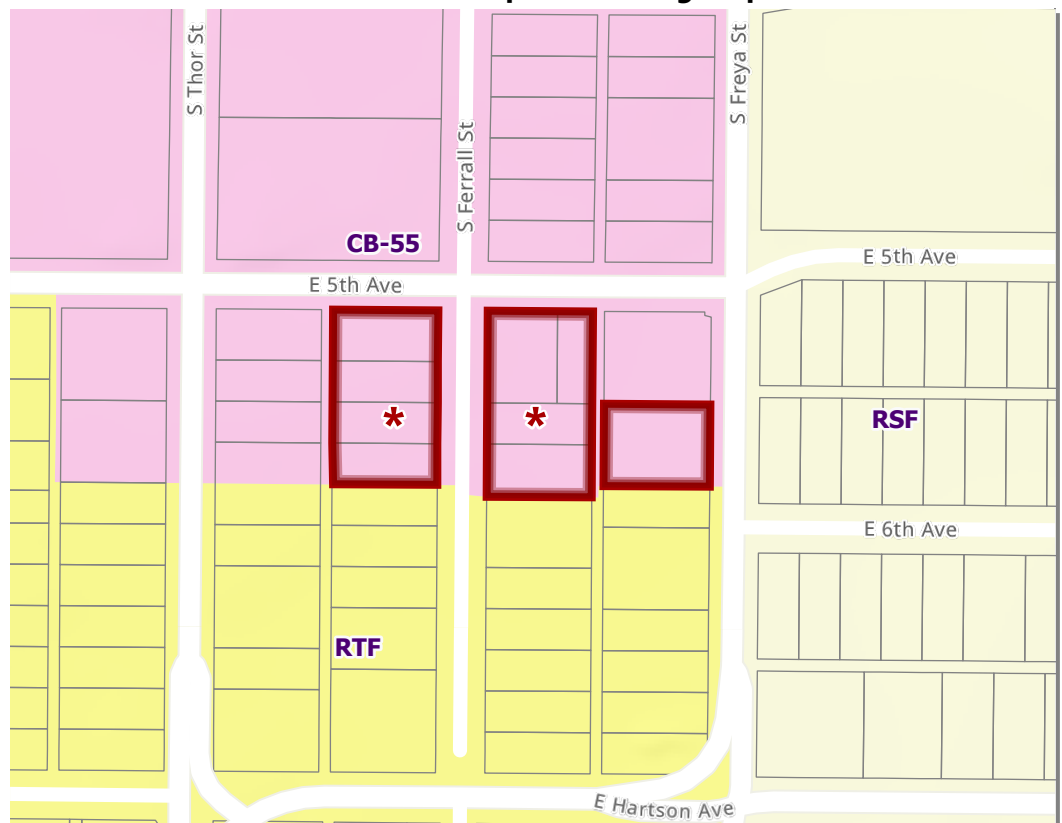 S Thor St
S Ferrall St
S Freya St
CB-55
E 5th Ave
E 5th Ave
*
*
RSF
E 6th Ave
RTF
E Hartson Ave